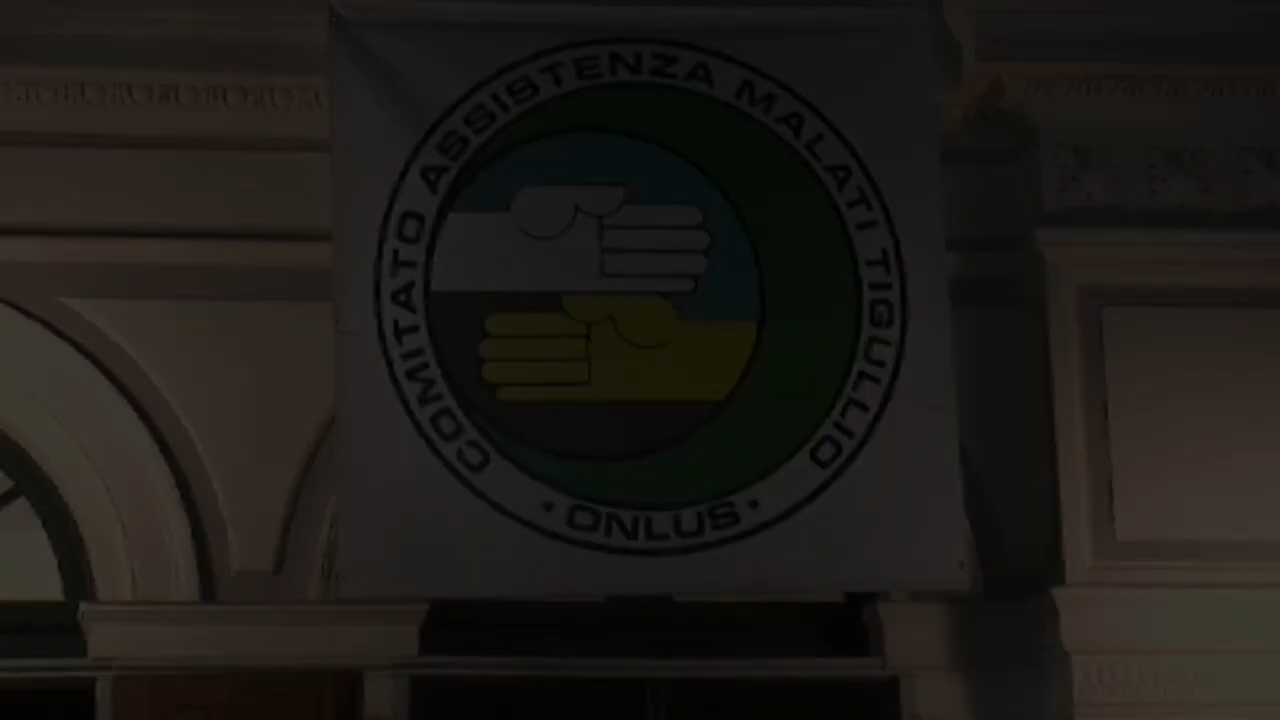 COMITATO ASSISTENZA MALATI TIGULLIO
· ONLUS ·